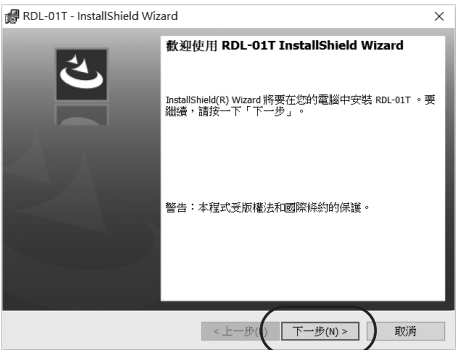 RDL-01T - InstallShield Wizard
歡迎使用 RDL-01T InstallShield Wizard
InstallShield(R) Wizard 將要在您的電腦中安裝 RDL-01T 。要
繼續，請按一下「下一步」。
警告：本程式受版權法和國際條約的保護。
< 上一步( 下一步(N) > 取消